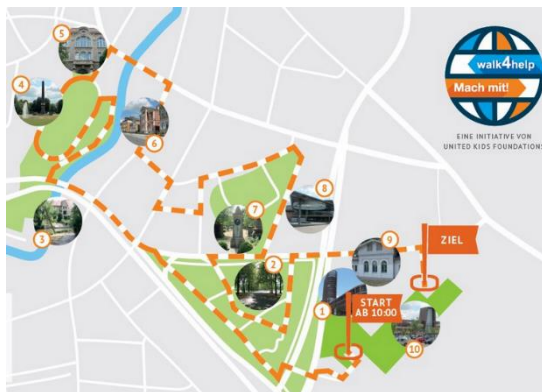 5
4
6
3
7
8
2
9
1
10
walk4help
Mach mit!
EINE INITIATIVE VON
UNITED KIDS FOUNDATIONS
ZIEL
START
AB 10:00